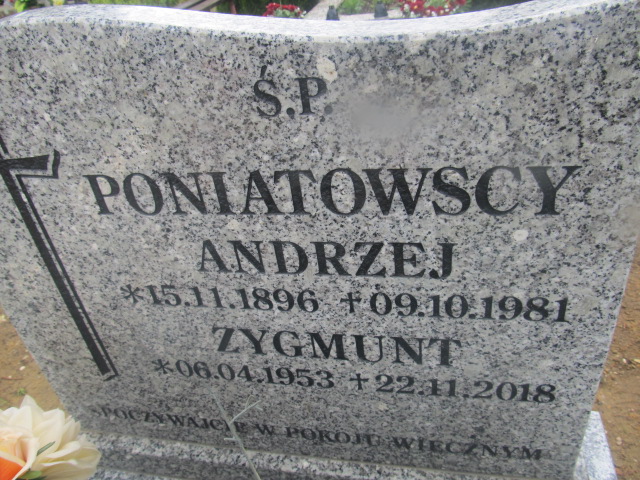 Ś.P.
PONIATOWSCY
ANDRZEJ
*15.11.1896 +09.10.1981
ZYGMUNT
*06.04.1953 +22.11.2018
SPOCZYWAJCIE W POKOJU WIECZNYM